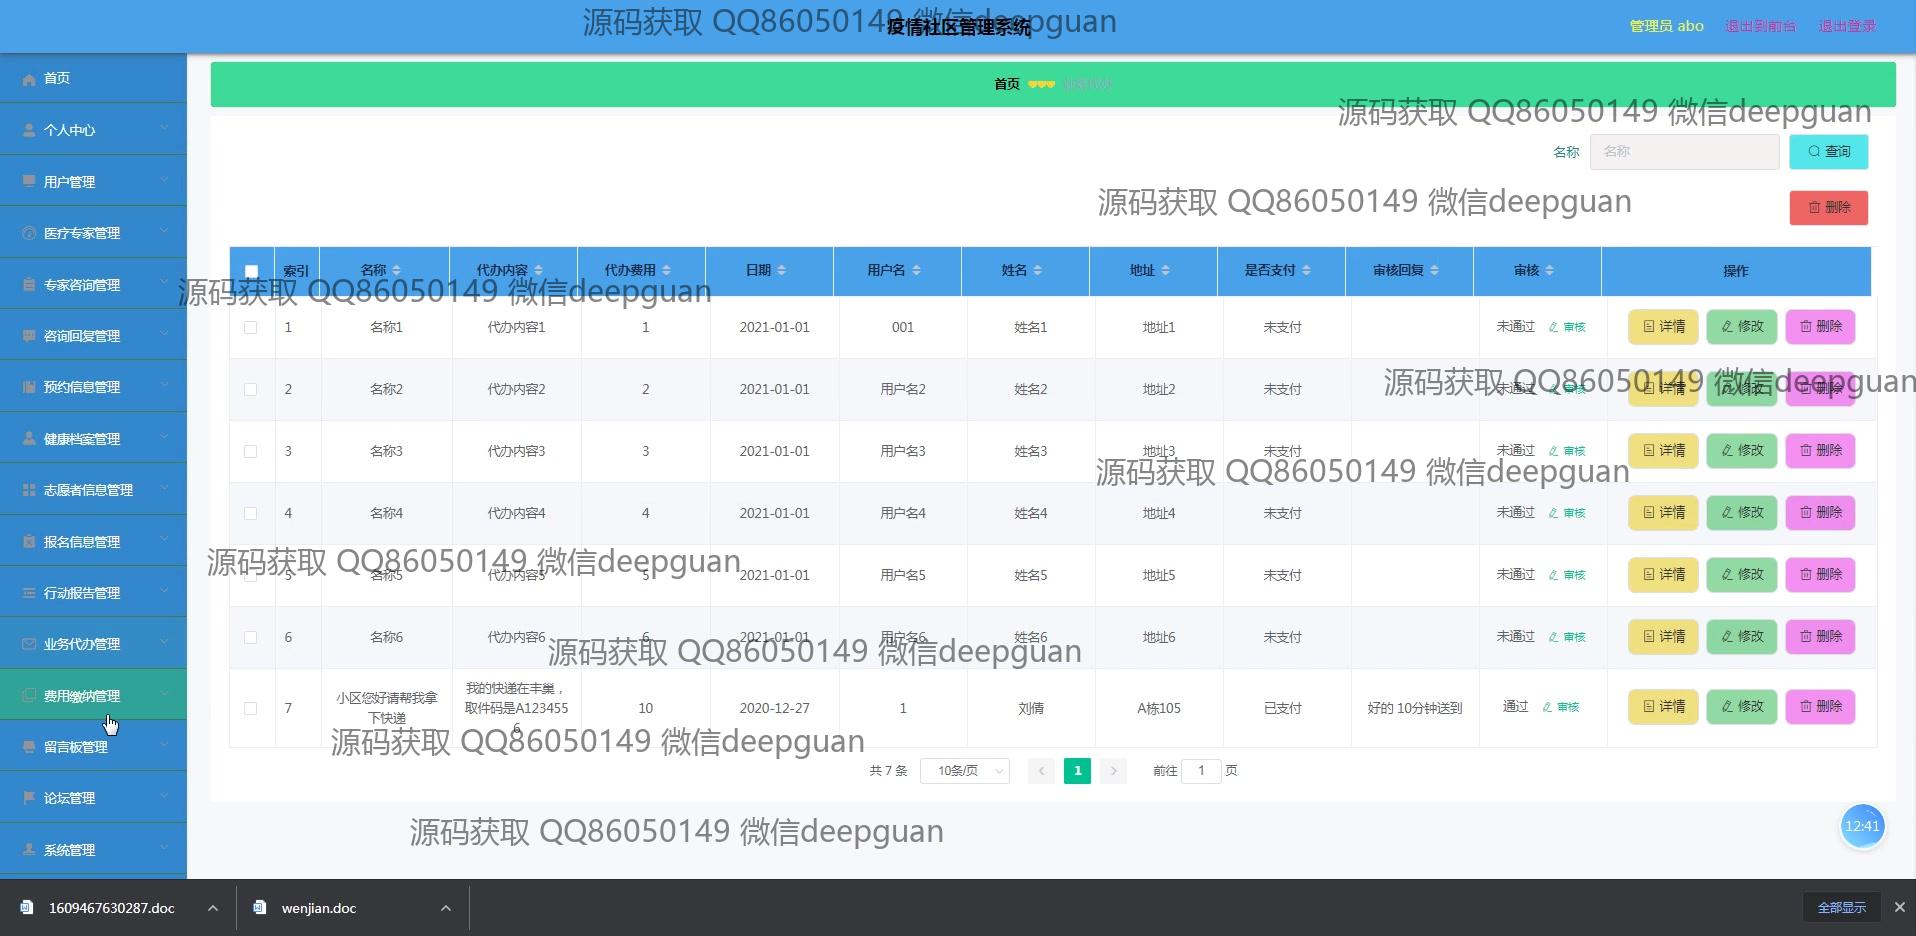 源码获取 QQ86050149 微信deepguan
疫情社区管理系统
管理员 abo 退出到前台 退出登录
首页
首页
源码获取 QQ86050149 微信deepguan
个人中心
名称 名称 查询
用户管理
源码获取 QQ86050149 微信deepguan
删除
医疗专家管理
索引 名称 代办内容 代办费用 日期 用户名 姓名 地址 是否支付 审核回复 审核 操作
专家咨询管理
源码获取 QQ86050149 微信deepguan
1 名称1 代办内容1 1 2021-01-01 001 姓名1 地址1 未支付 未通过 审核 详情 修改 删除
咨询回复管理
源码获取 QQ86050149 微信deepguan
2 名称2 代办内容2 2 2021-01-01 用户名2 姓名2 地址2 未支付 未通过 审核 详情 修改 删除
预约信息管理
健康档案管理
3 名称3 代办内容3 3 2021-01-01 用户名3 姓名3 地址3 未支付 未通过 审核 详情 修改 删除
源码获取 QQ86050149 微信deepguan
志愿者信息管理
4 名称4 代办内容4 4 2021-01-01 用户名4 姓名4 地址4 未支付 未通过 审核 详情 修改 删除
报名信息管理
源码获取 QQ86050149 微信deepguan
5 名称5 代办内容5 5 2021-01-01 用户名5 姓名5 地址5 未支付 未通过 审核 详情 修改 删除
行动报告管理
6 名称6 代办内容6 6 2021-01-01 用户名6 姓名6 地址6 未支付 未通过 审核 详情 修改 删除
业务代办管理
源码获取 QQ86050149 微信deepguan
费用缴纳管理
7 小区您好请帮我拿下快递 我的快递在丰巢，取件码是A1234556 10 2020-12-27 1 刘倩 A栋105 已支付 好的 10分钟送到 通过 审核 详情 修改 删除
源码获取 QQ86050149 微信deepguan
留言板管理
共 7 条 10条/页 1 前往 1 页
论坛管理
源码获取 QQ86050149 微信deepguan
12:41
系统管理
1609467630287.doc wenjian.doc 全部显示